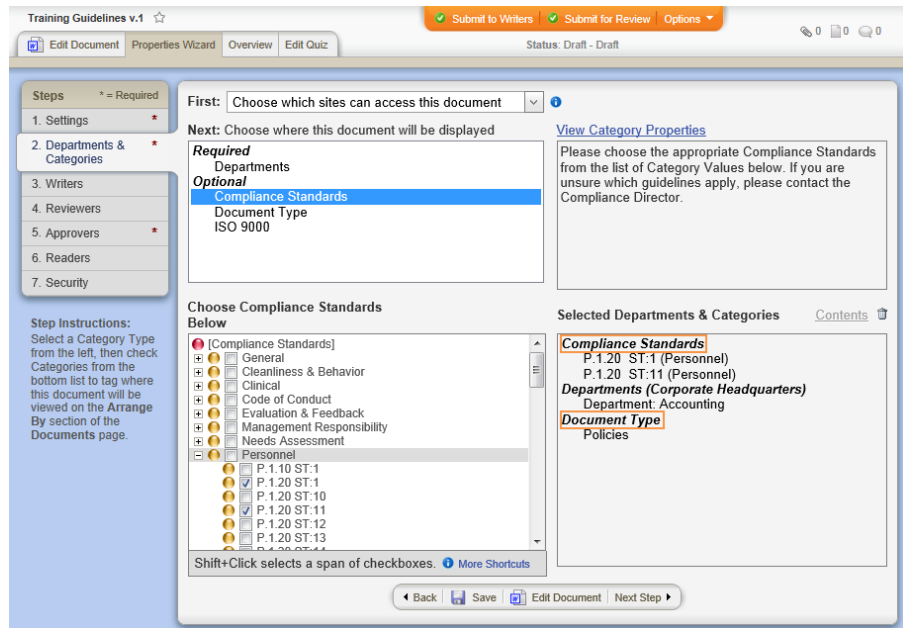 Training Guidelines v.1
Submit to Writers Submit for Review Options
0 0 0
Edit Document Properties Wizard Overview Edit Quiz
Status: Draft - Draft
Steps * = Required
1. Settings *
2. Departments & *
Categories
3. Writers
4. Reviewers
5. Approvers *
6. Readers
7. Security
Step Instructions:
Select a Category Type
from the left, then check
Categories from the
bottom list to tag where
this document will be
viewed on the Arrange
By section of the
Documents page.
First: Choose which sites can access this document
Next: Choose where this document will be displayed
Required
Departments
Optional
Compliance Standards
Document Type
ISO 9000
View Category Properties
Please choose the appropriate Compliance Standards
from the list of Category Values below. If you are
unsure which guidelines apply, please contact the
Compliance Director.
Choose Compliance Standards
Below
[Compliance Standards]
General
Cleanliness & Behavior
Clinical
Code of Conduct
Evaluation & Feedback
Management Responsibility
Needs Assessment
Personnel
P.1.10 ST:1
P.1.20 ST:1
P.1.20 ST:10
P.1.20 ST:11
P.1.20 ST:12
P.1.20 ST:13
Shift+Click selects a span of checkboxes. More Shortcuts
Selected Departments & Categories Contents
Compliance Standards
P.1.20 ST:1 (Personnel)
P.1.20 ST:11 (Personnel)
Departments (Corporate Headquarters)
Department: Accounting
Document Type
Policies
Back Save Edit Document Next Step